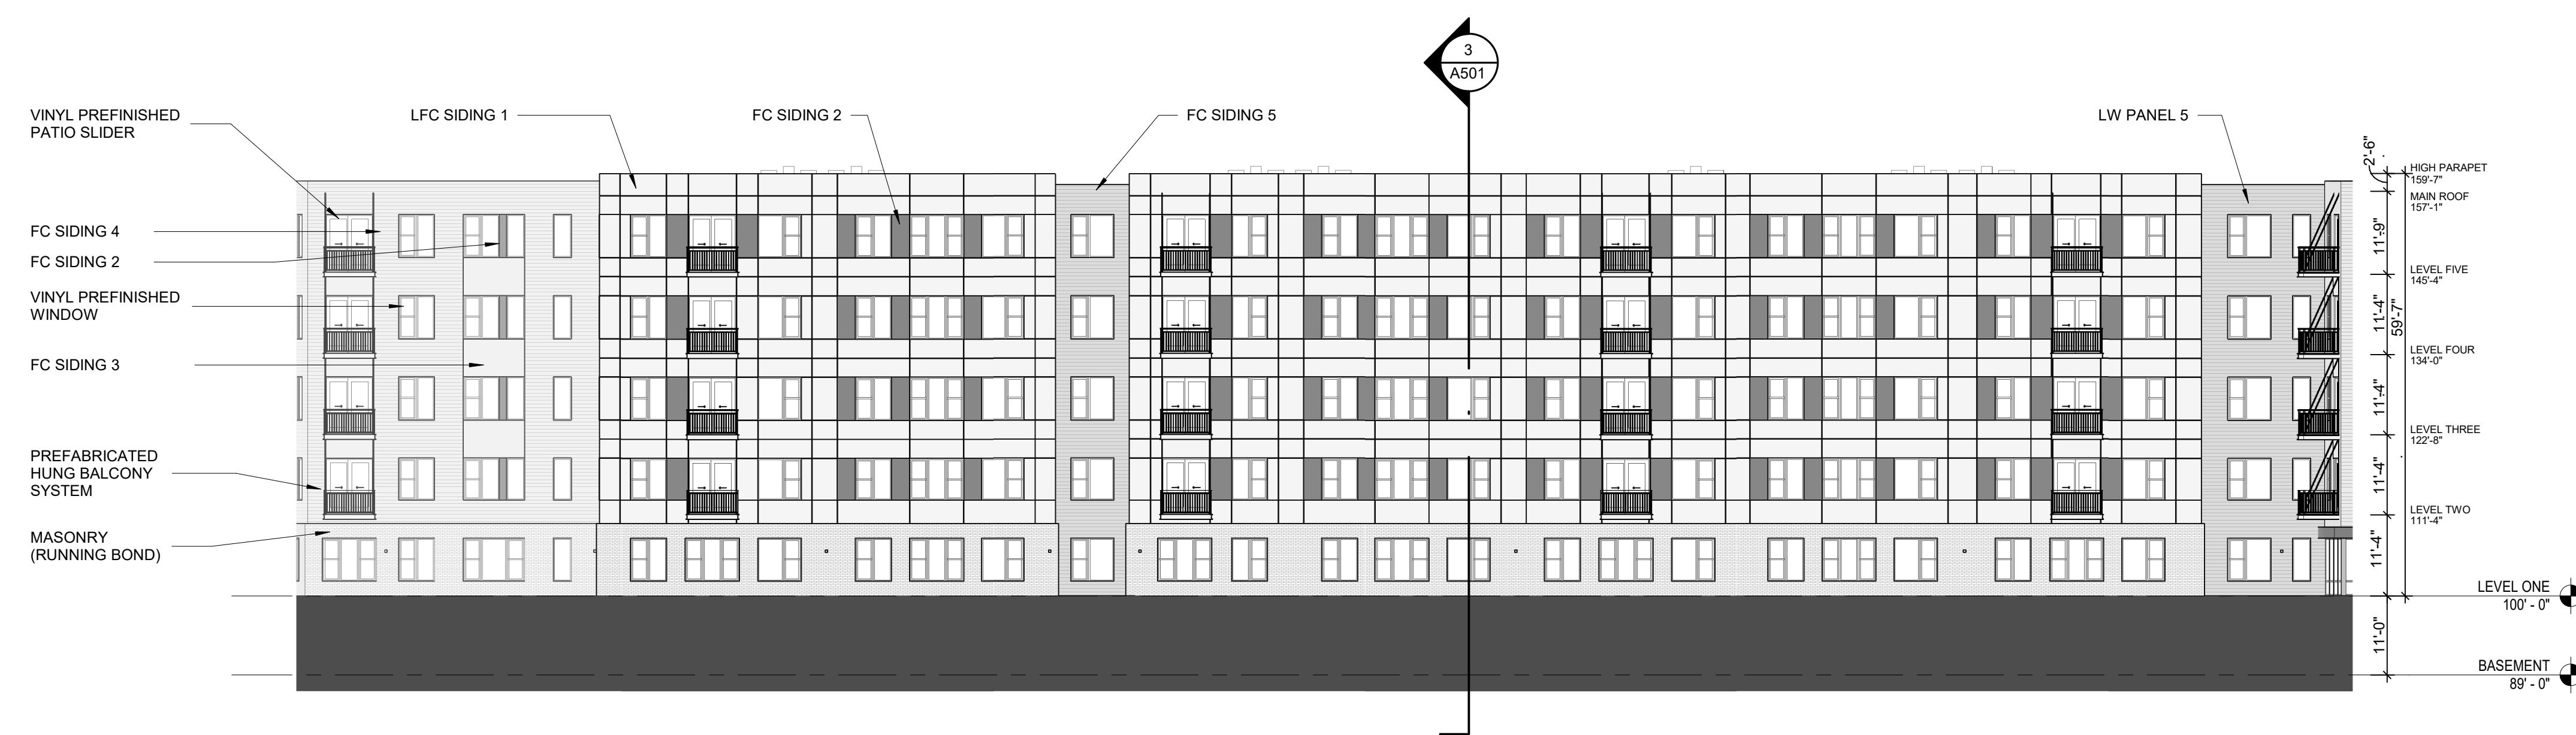 3
A501
VINYL PREFINISHED
PATIO SLIDER
LFC SIDING 1
FC SIDING 2
FC SIDING 5
LW PANEL 5
FC SIDING 4
FC SIDING 2
VINYL PREFINISHED
WINDOW
FC SIDING 3
PREFABRICATED
HUNG BALCONY
SYSTEM
MASONRY
(RUNNING BOND)
2'-6"
HIGH PARAPET
159'-7"
MAIN ROOF
157'-1"
11'-9"
LEVEL FIVE
145'-4"
11'-4"
59'-7"
LEVEL FOUR
134'-0"
11'-4"
LEVEL THREE
122'-8"
11'-4"
LEVEL TWO
111'-4"
11'-4"
LEVEL ONE
100' - 0"
11'-0"
BASEMENT
89' - 0"